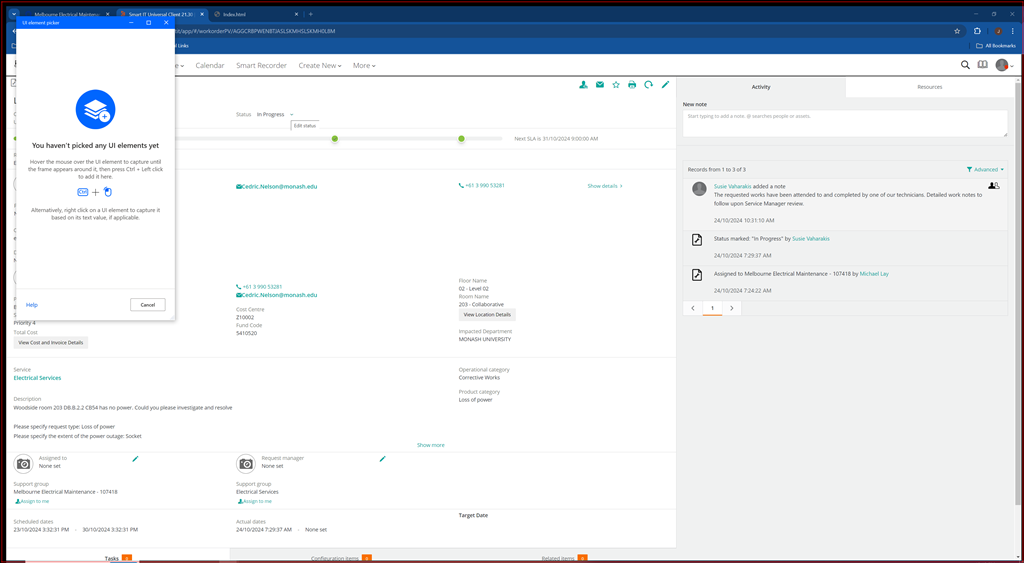 Melbourne Electrical Maintena
Smart IT Universal Client 21.3
Index.html
UI element picker
/app/#/workorderPV/AGGCR8PWENBTJASLSKMHSLSKMH0L8M
All Bookmarks
l Links
Calendar
Smart Recorder
Create New
More
You haven't picked any UI elements yet
Hover the mouse over the UI element to capture until
the frame appears around it, then press Ctrl + Left click
to add it here.
Ctrl +
Alternatively, right click on a UI element to capture it
based on its text value, if applicable.
Help
Cancel
Status
In Progress
Edit status
Next SLA is 31/10/2024 9:00:00 AM
Cedric.Nelson@monash.edu
+61 3 990 53281
Show details
+61 3 990 53281
Cedric.Nelson@monash.edu
Cost Centre
Z10002
Fund Code
5410520
Floor Name
02 - Level 02
Room Name
203 - Collaborative
View Location Details
Impacted Department
MONASH UNIVERSITY
Priority 4
Total Cost
View Cost and Invoice Details
Service
Electrical Services
Operational category
Corrective Works
Product category
Loss of power
Description
Woodside room 203 DB.B.2.2 CB54 has no power. Could you please investigate and resolve
Please specify request type: Loss of power
Please specify the extent of the power outage: Socket
Show more
Assigned to
None set
Request manager
None set
Support group
Melbourne Electrical Maintenance - 107418
Assign to me
Support group
Electrical Services
Assign to me
Scheduled dates
23/10/2024 3:32:31 PM - 30/10/2024 3:32:31 PM
Actual dates
24/10/2024 7:29:37 AM - None set
Target Date
Tasks
Configuration items
Related items
Activity
Resources
New note
Start typing to add a note, @ searches people or assets.
Records from 1 to 3 of 3
Advanced
Susie Vaharakis added a note
The requested works have been attended to and completed by one of our technicians. Detailed work notes to
follow upon Service Manager review.
24/10/2024 10:31:10 AM
Status marked: "In Progress" by Susie Vaharakis
24/10/2024 7:29:37 AM
Assigned to Melbourne Electrical Maintenance - 107418 by Michael Lay
24/10/2024 7:24:22 AM
1